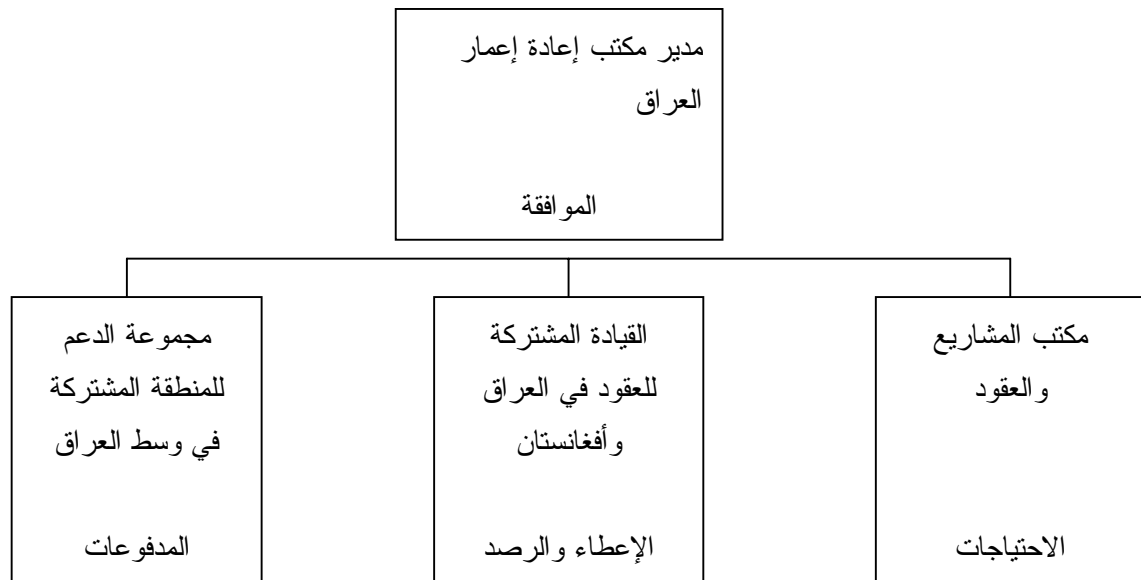 مدير مكتب إعادة إعمار
العراق
الموافقة
مكتب المشاريع
والعقود
الاحتياجات
القيادة المشتركة
للعقود في العراق
وأفغانستان
الإعطاء والرصد
مجموعة الدعم
للمنطقة المشتركة
في وسط العراق
المدفوعات